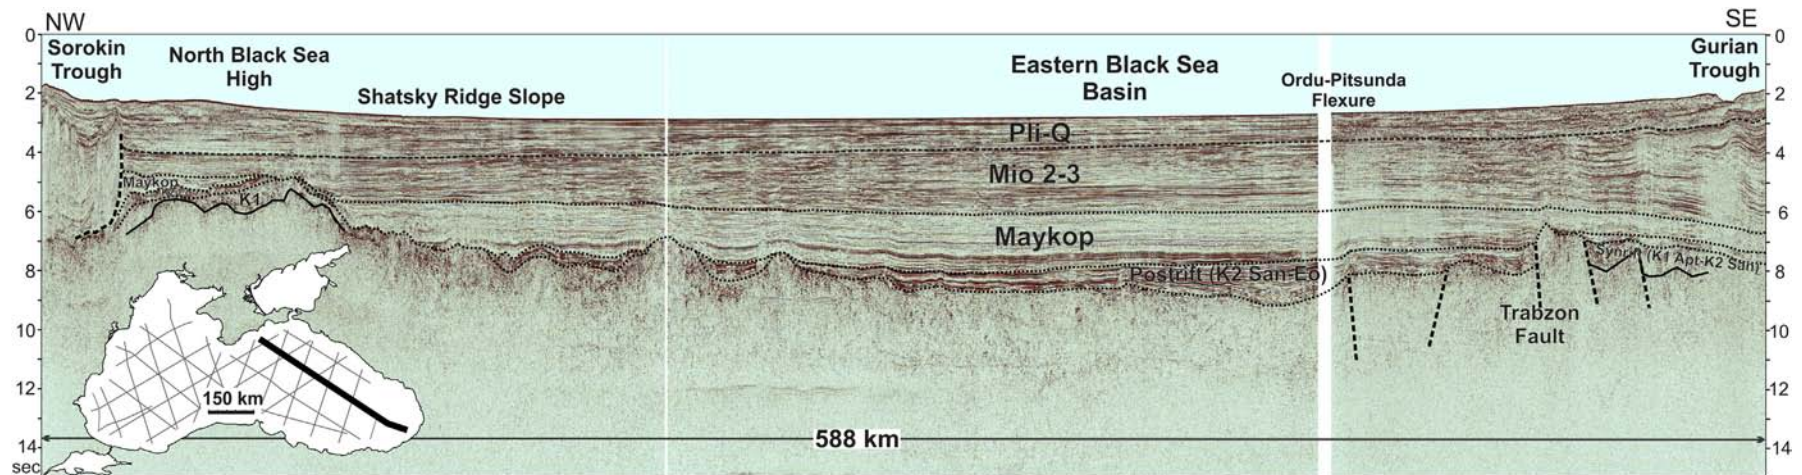 NW
SE
0
0
Sorokin
Trough
North Black Sea
High
Shatsky Ridge Slope
Eastern Black Sea
Basin
Ordu-Pitsunda
Flexure
Gurian
Trough
2
2
Pli-Q
4
4
Mio 2-3
Maykop
K1
6
6
Maykop
8
8
Postrift (K2 San-Eo)
Synrift (K1 Apt-K2 San)
Trabzon
Fault
10
10
150 km
12
12
588 km
14
14
sec